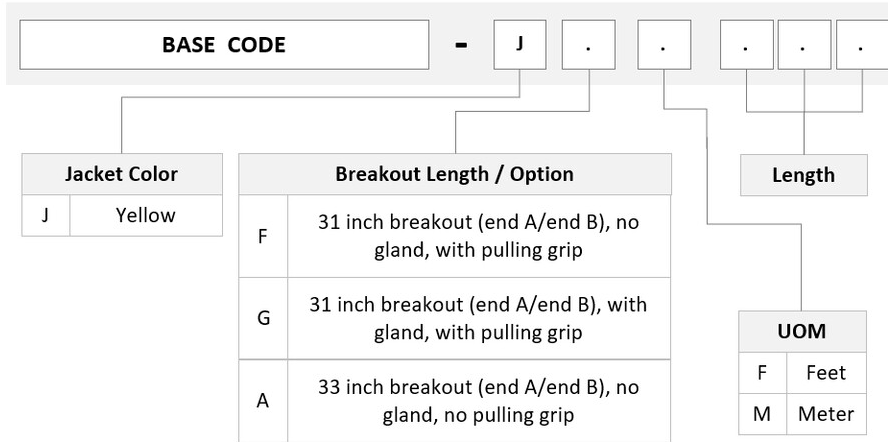 BASE CODE - J . . . . .
Jacket Color
J Yellow
Breakout Length / Option
F 31 inch breakout (end A/end B), no
gland, with pulling grip
G 31 inch breakout (end A/end B), with
gland, with pulling grip
A 33 inch breakout (end A/end B), no
gland, no pulling grip
Length
UOM
F Feet
M Meter